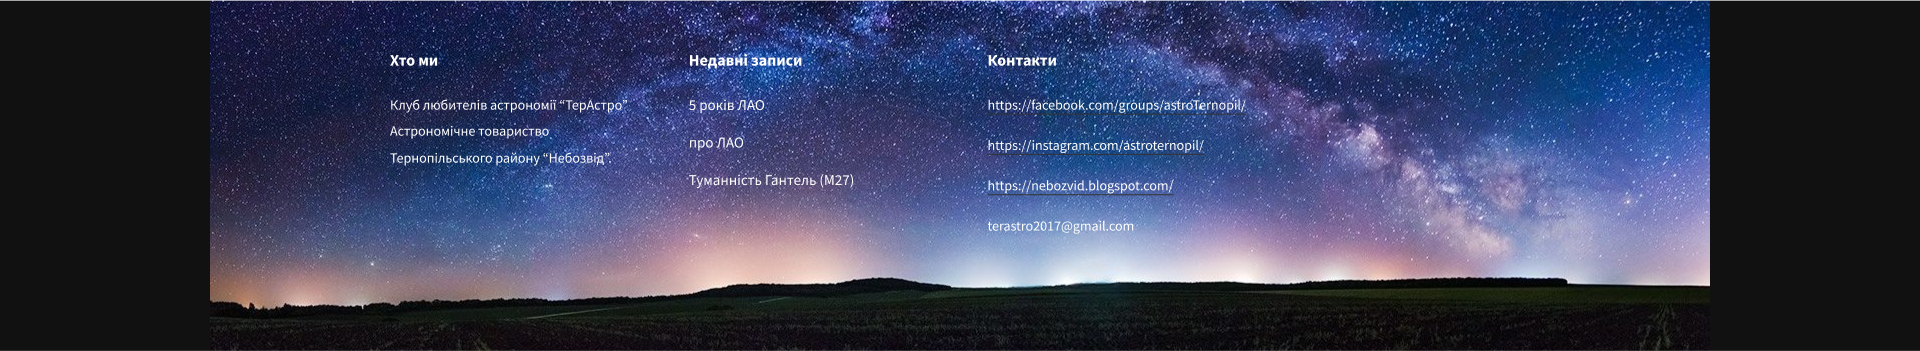 Хто ми
Клуб любителів астрономії “ТерАстро”
Астрономічне товариство
Тернопільського району “Небозвід”.
Недавні записи
5 років ЛАО
про ЛАО
Туманність Гантель (М27)
Контакти
https://facebook.com/groups/astroTernopil/
https://instagram.com/astroternopil/
https://nebozvid.blogspot.com/
terastro2017@gmail.com